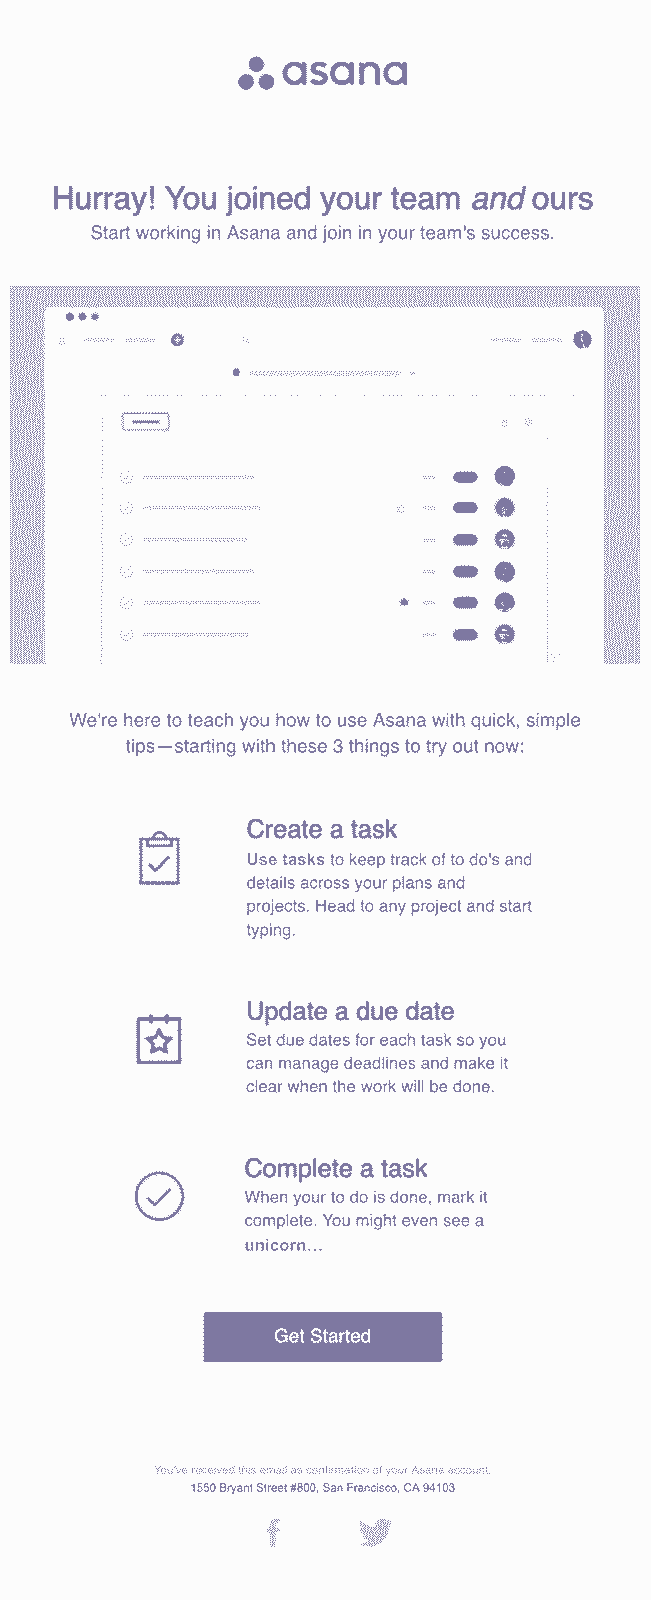 asana
Hurray! You joined your team and ours
Start working in Asana and join in your team's success.
We're here to teach you how to use Asana with quick, simple
tips—starting with these 3 things to try out now:
Create a task
Use tasks to keep track of to do's and
details across your plans and
projects. Head to any project and start
typing.
Update a due date
Set due dates for each task so you
can manage deadlines and make it
clear when the work will be done.
Complete a task
When your to do is done, mark it
complete. You might even see a
unicorn...
Get Started
You've received this email as confirmation of your Asana account.
1550 Bryant Street #800, San Francisco, CA 94103